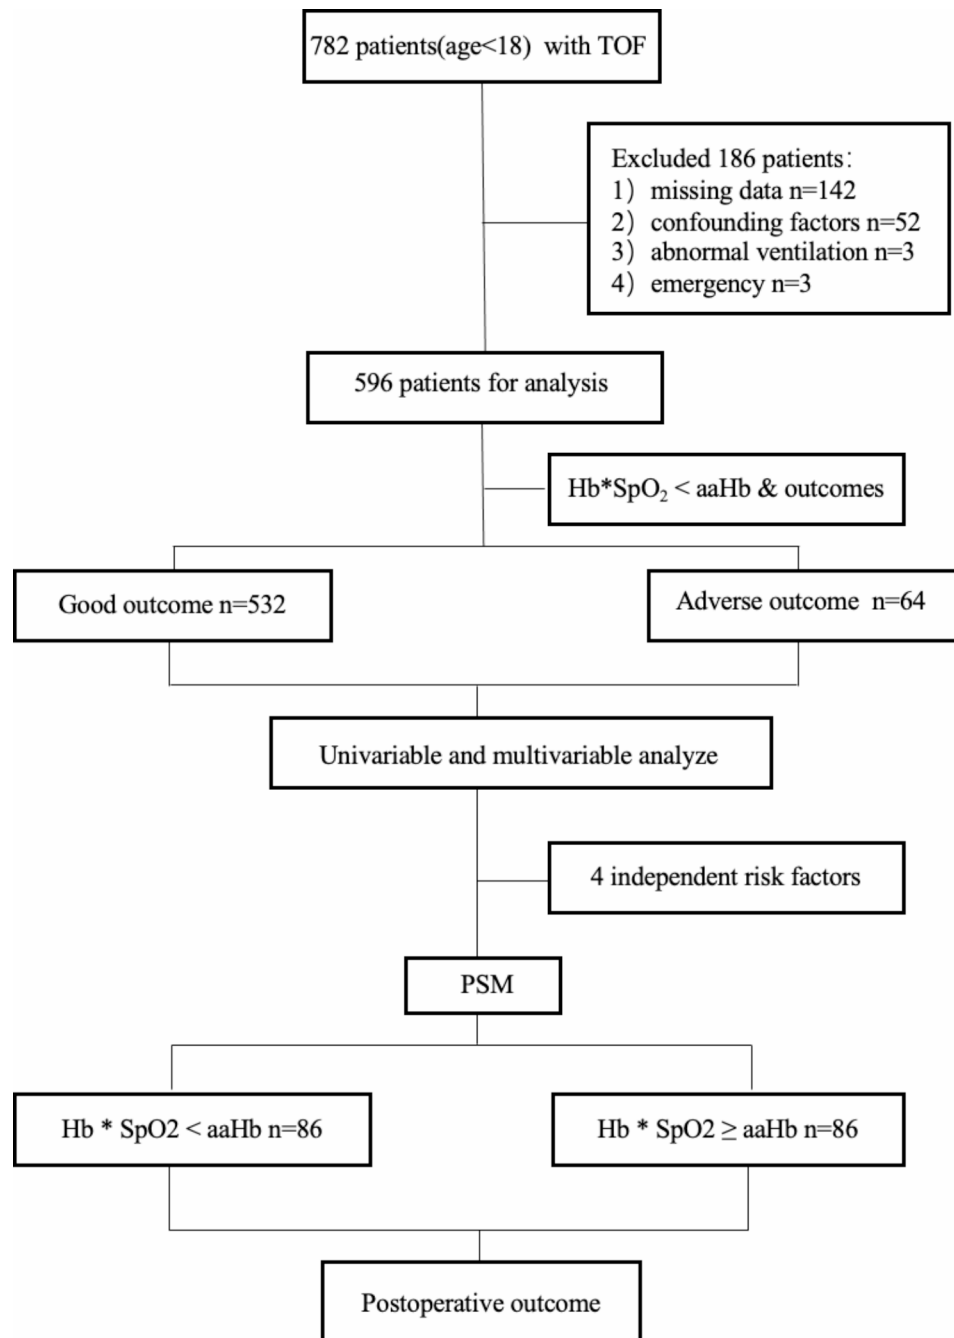 782 patients(age<18)  with TOF
Excluded 186 patients：
1）missing data n=142
2）confounding factors n=52
3）abnormal ventilation n=3
4）emergency n=3
596 patients for analysis
Hb*SpO₂ < aaHb & outcomes
Good outcome n=532
Adverse outcome  n=64
Univariable and multivariable analyze
4 independent risk factors
PSM
Hb * SpO2 < aaHb n=86
Hb * SpO2 ≥ aaHb n=86
Postoperative outcome